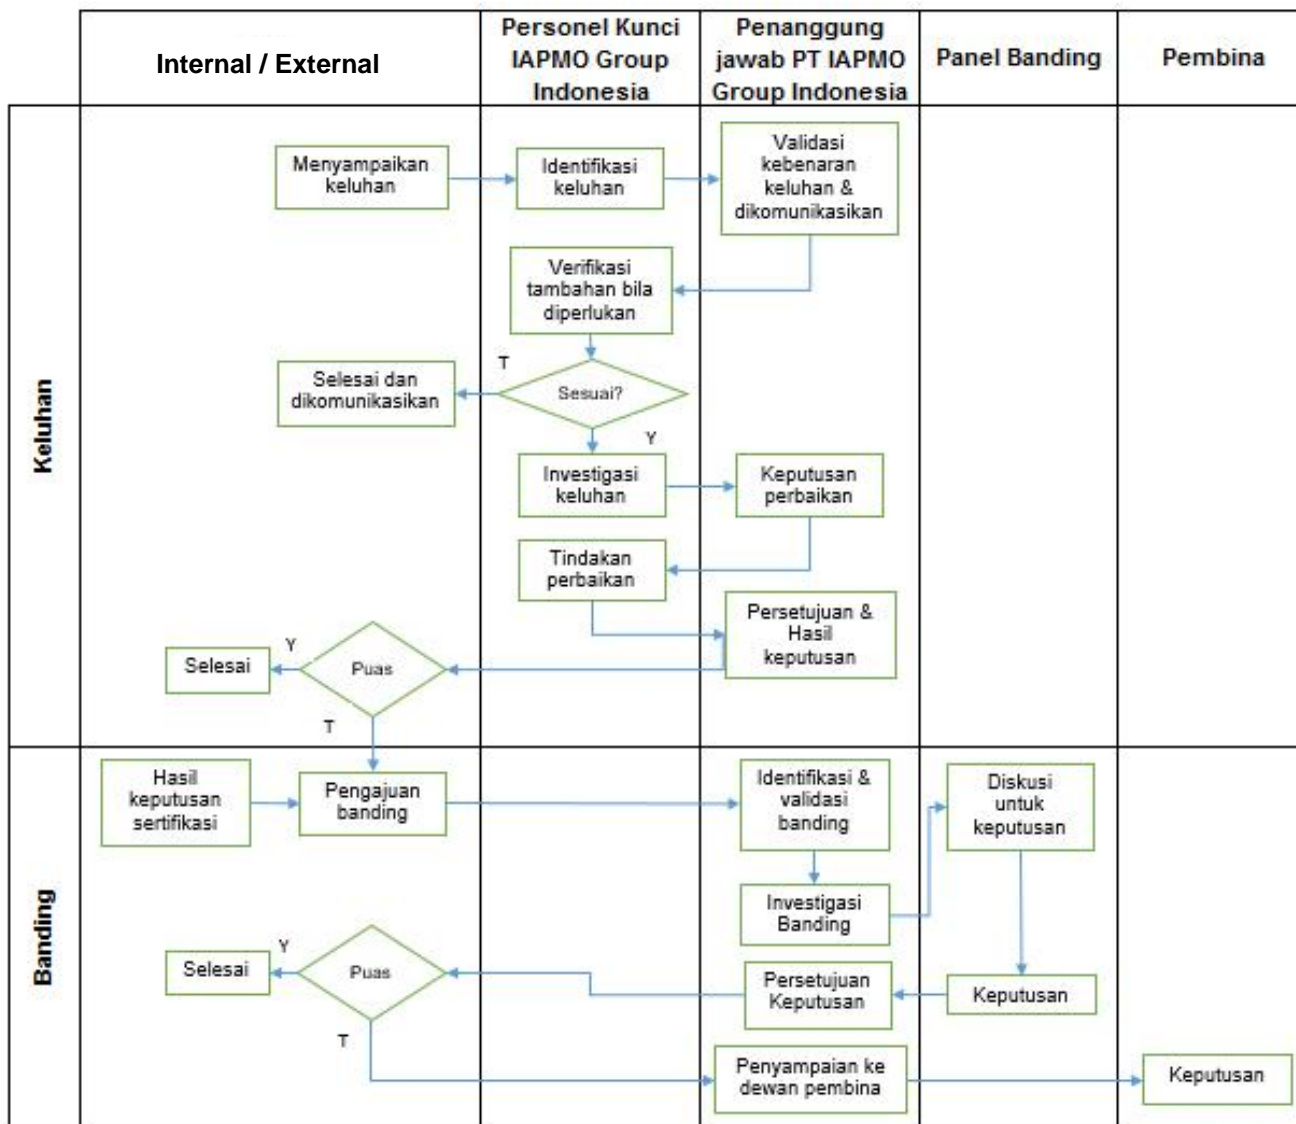 Internal / External
Personel Kunci
IAPMO Group
Indonesia
Penanggung
jawab PT IAPMO
Group Indonesia
Panel Banding
Pembina
Keluhan
Menyampaikan
keluhan
Identifikasi
keluhan
Validasi
kebenaran
keluhan &
dikomunikasikan
Verifikasi
tambahan bila
diperlukan
T
Selesai dan
dikomunikasikan
Sesuai?
Y
Investigasi
keluhan
Keputusan
perbaikan
Tindakan
perbaikan
Persetujuan &
Hasil
keputusan
Y
Selesai
Puas
T
Banding
Hasil
keputusan
sertifikasi
Pengajuan
banding
Identifikasi &
validasi
banding
Diskusi
untuk
keputusan
Investigasi
Banding
Y
Selesai
Puas
Persetujuan
Keputusan
Keputusan
T
Penyampaian ke
dewan pembina
Keputusan